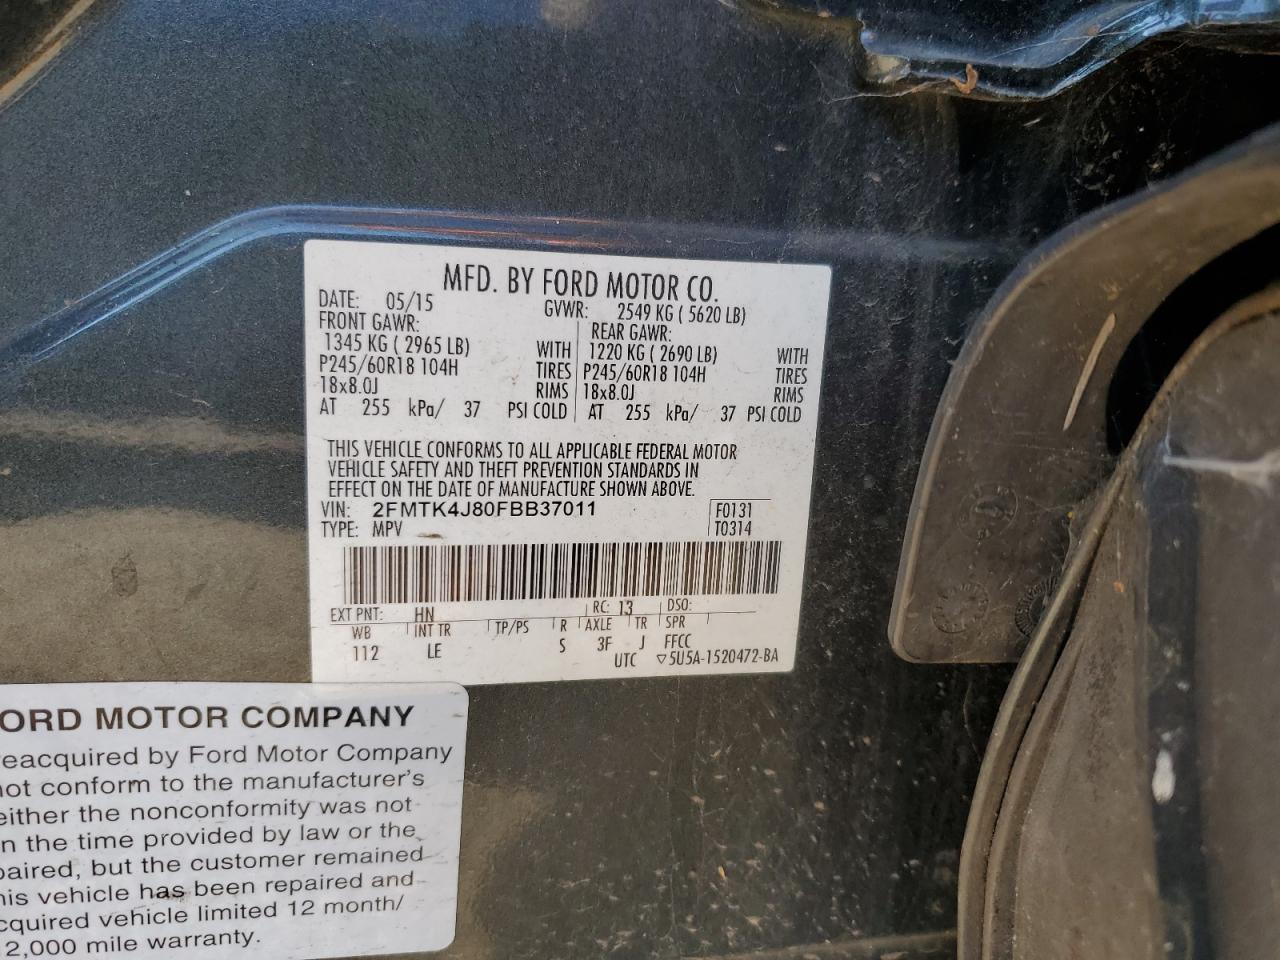 MFD. BY FORD MOTOR CO.
DATE: 05/15 GVWR: 2549 KG ( 5620 LB)
FRONT GAWR: REAR GAWR:
1345 KG ( 2965 LB) WITH 1220 KG ( 2690 LB) WITH
P245/60R18 104H TIRES P245/60R18 104H TIRES
18x8.0J RIMS 18x8.0J RIMS
AT 255 kPa/ 37 PSI COLD AT 255 kPa/ 37 PSI COLD
THIS VEHICLE CONFORMS TO ALL APPLICABLE FEDERAL MOTOR
VEHICLE SAFETY AND THEFT PREVENTION STANDARDS IN
EFFECT ON THE DATE OF MANUFACTURE SHOWN ABOVE.
VIN: 2FMTK4J80FBB37011 F0131
TYPE: MPV T0314
EXT PNT: HN RC: 13 DSO:
WB INT TR TP/PS R AXLE TR SPR
112 LE S 3F J FFCC
UTC ▽5U5A-1520472-BA
ORD MOTOR COMPANY
eacquired by Ford Motor Company
ot conform to the manufacturer's
either the nonconformity was not
n the time provided by law or the
paired, but the customer remained
his vehicle has been repaired and
cquired vehicle limited 12 month/
2,000 mile warranty.